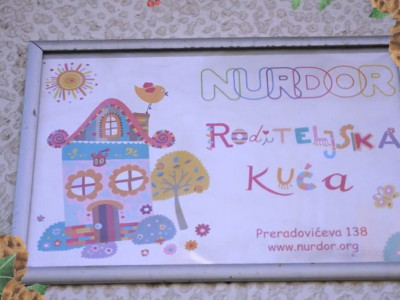 NURDOR
RODiTELjSKA
KUĆA
Preradovićeva 138
www.nurdor.org